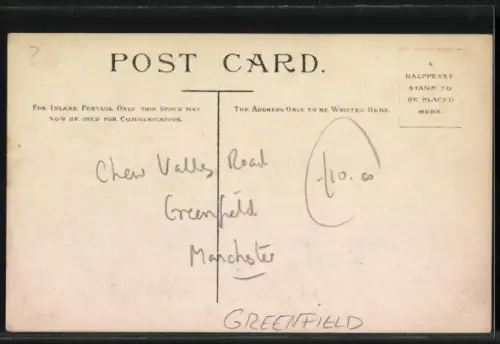 ?
POST CARD.
A
HALFPENNY
STAMP TO
BE PLACED
HERE.
FOR INLAND POSTAGE ONLY THIS SPACE MAY
NOW BE USED FOR COMMUNICATION.
THE ADDRESS ONLY TO BE WRITTEN HERE.
Chew Valley Road
Greenfield
Manchester
£10.00
GREENFIELD